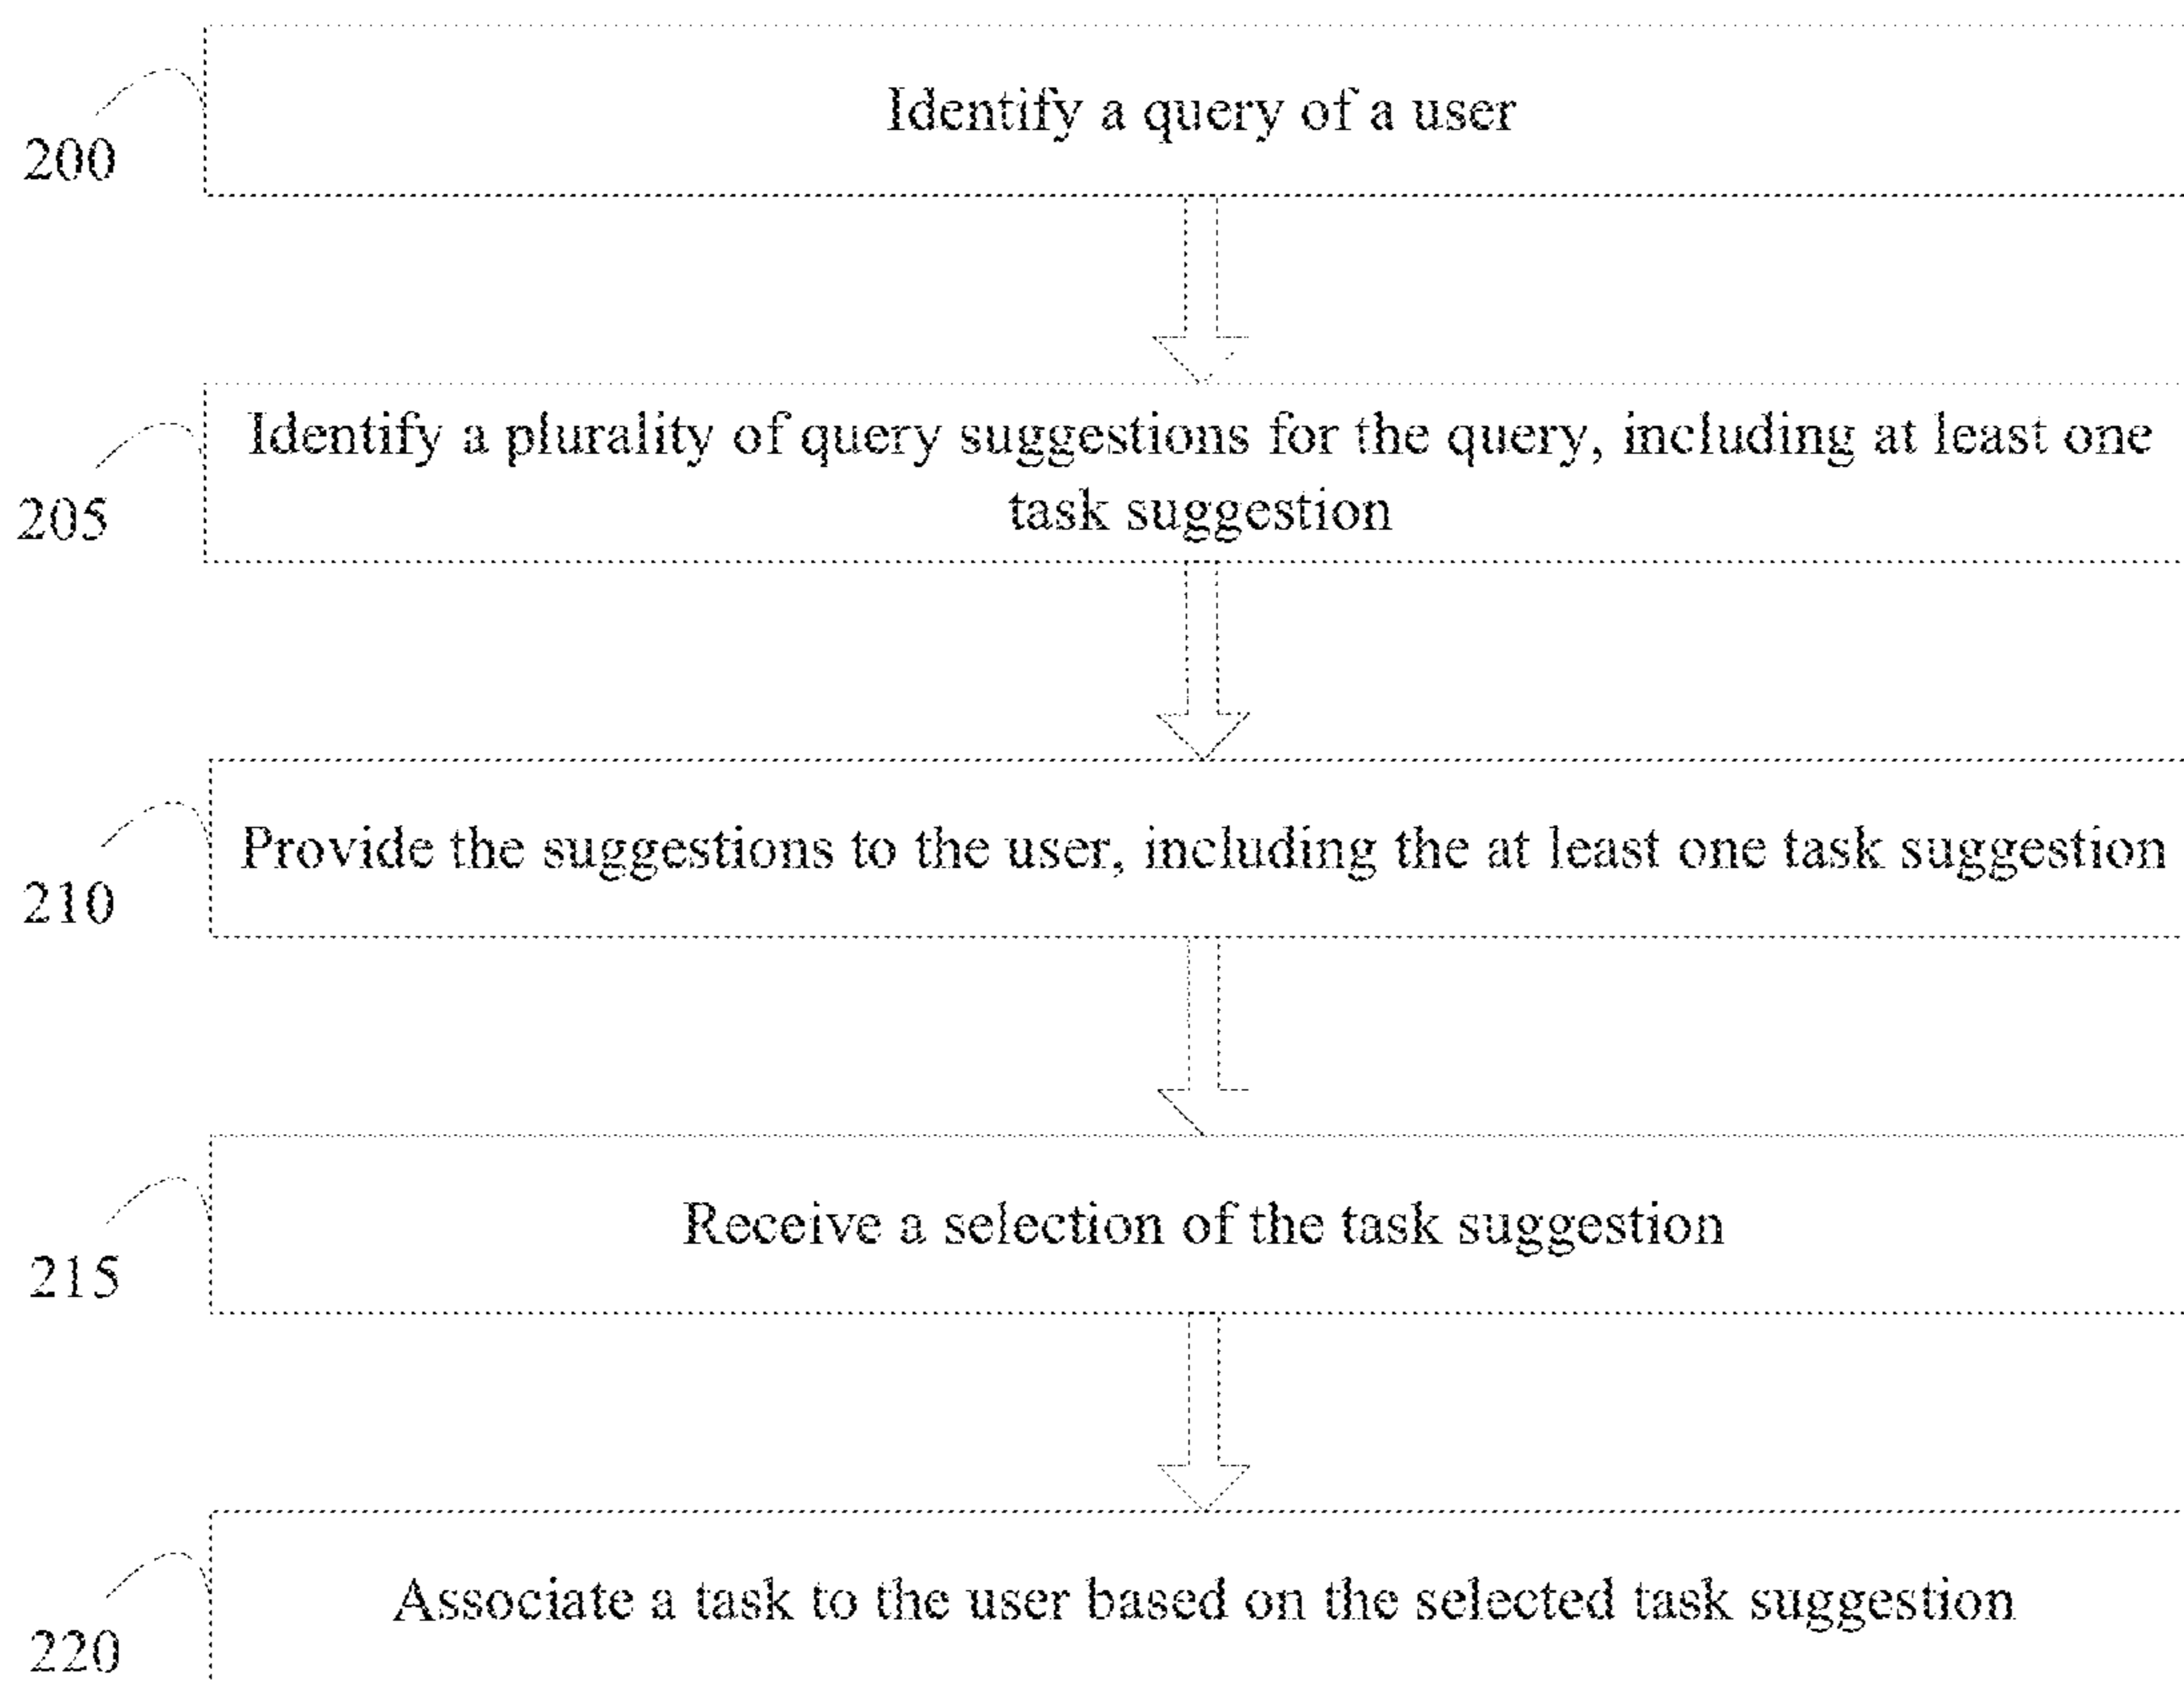 Identify a query of a user
200
Identify a plurality of query suggestions for the query, including at least one
task suggestion
205
Provide the suggestions to the user, including the at least one task suggestion
210
Receive a selection of the task suggestion
215
Associate a task to the user based on the selected task suggestion
220